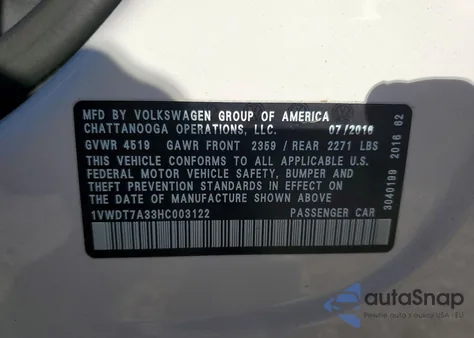 MFD BY VOLKSWAGEN GROUP OF AMERICA
CHATTANOOGA OPERATIONS, LLC. 07/2016
GVWR 4519 GAWR FRONT 2359 / REAR 2271 LBS
THIS VEHICLE CONFORMS TO ALL APPLICABLE U.S.
FEDERAL MOTOR VEHICLE SAFETY, BUMPER AND
THEFT PREVENTION STANDARDS IN EFFECT ON
THE DATE OF MANUFACTURE SHOWN ABOVE
1VWDT7A33HC003122 PASSENGER CAR
3040199 2016 82
autoSnap